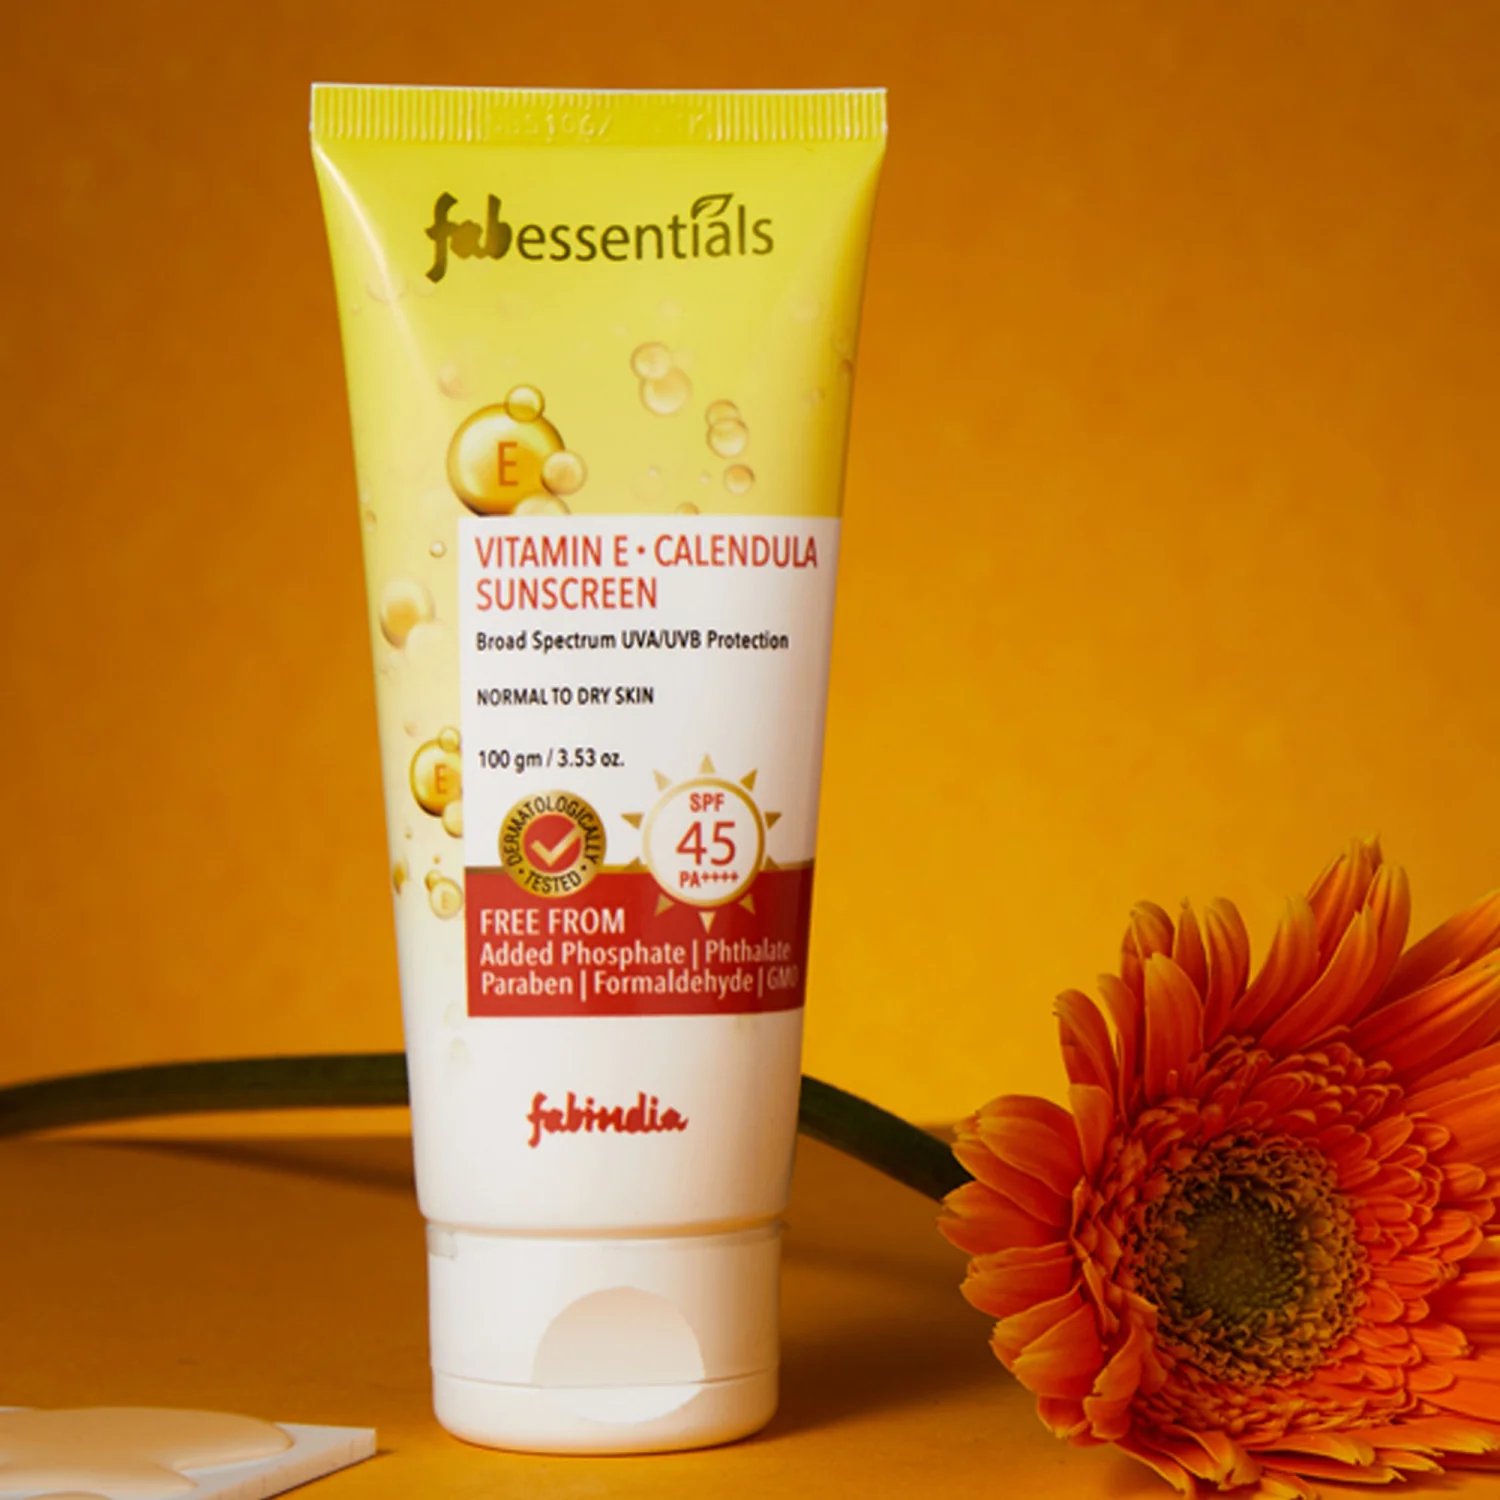 fabessentials
E
VITAMIN E • CALENDULA
SUNSCREEN
Broad Spectrum UVA/UVB Protection
NORMAL TO DRY SKIN
100 gm / 3.53 oz.
E
DERMATOLOGICALLY
• TESTED •
SPF
45
PA++++
E
FREE FROM
Added Phosphate | Phthalate
Paraben | Formaldehyde | GMO
fabindia